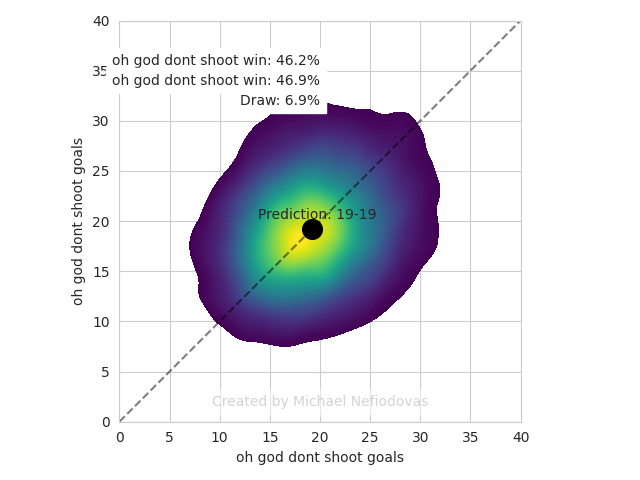 40
oh god dont shoot win: 46.2%
35
oh god dont shoot win: 46.9%
Draw: 6.9%
30
25
Prediction: 19-19
20
15
10
5
Created by Michael Nefiodovas
0
0 5 10 15 20 25 30 35 40
oh god dont shoot goals
oh god dont shoot goals